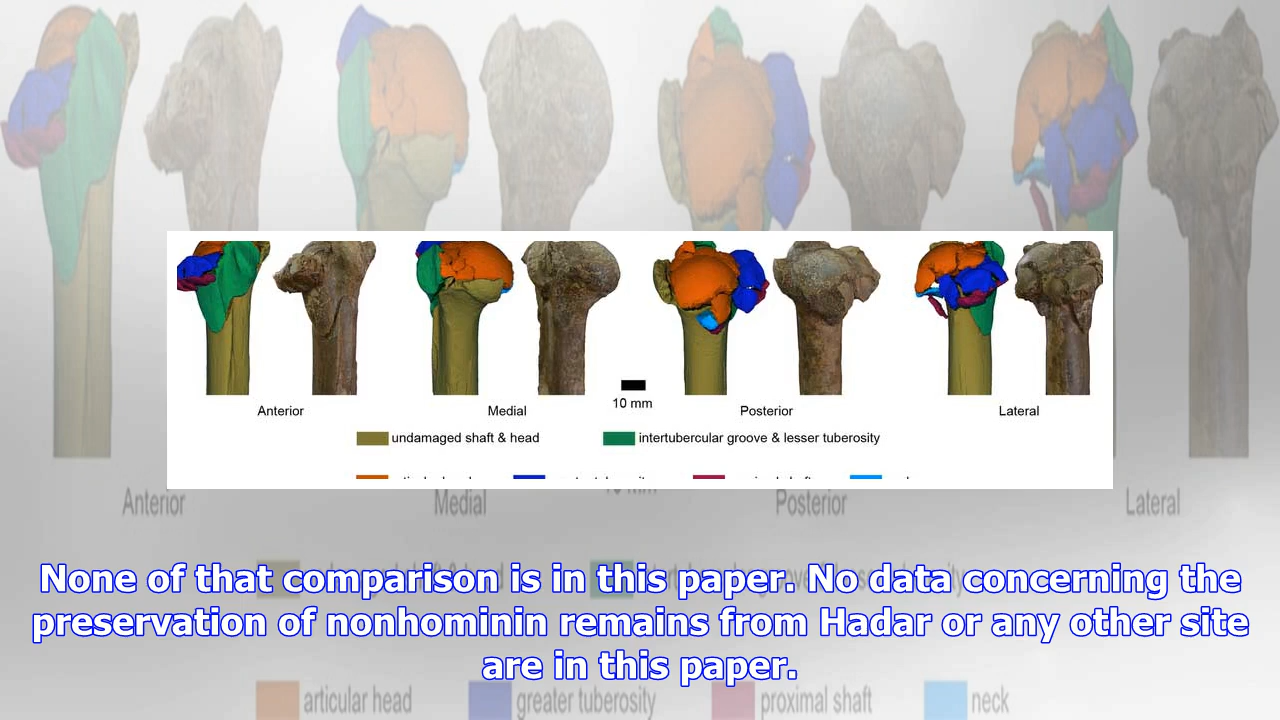 10 mm
Anterior Medial Posterior Lateral
undamaged shaft & head intertubercular groove & lesser tuberosity
Anterior Medial Posterior Lateral
None of that comparison is in this paper. No data concerning the
preservation of nonhominin remains from Hadar or any other site
are in this paper.
articular head greater tuberosity proximal shaft neck